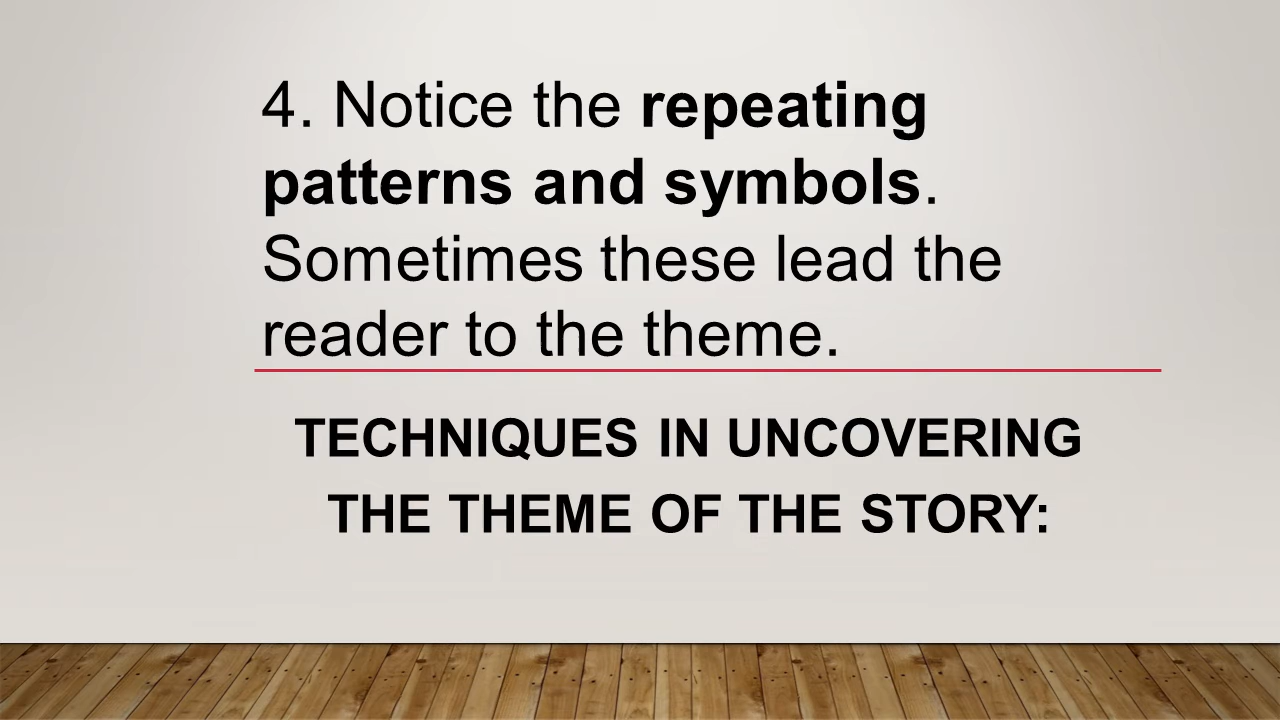 4. Notice the repeating
patterns and symbols.
Sometimes these lead the
reader to the theme.
TECHNIQUES IN UNCOVERING
THE THEME OF THE STORY: